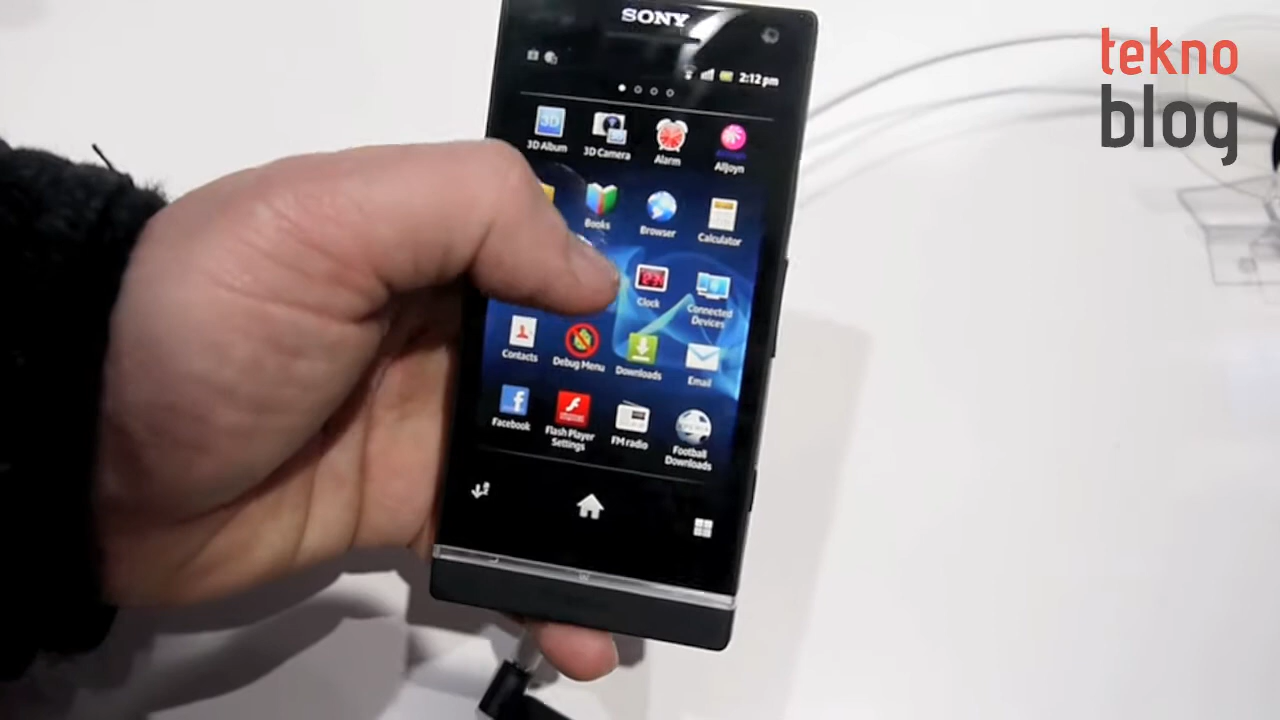 SONY
tekno
blog
2:12 pm
3D
3D Album
3D Camera
Alarm
Alljoyn
Books
Browser
Calculator
Clock
Connected
Devices
Contacts
Debug Menu
Downloads
Email
Facebook
Flash Player
Settings
FM radio
Football
Downloads